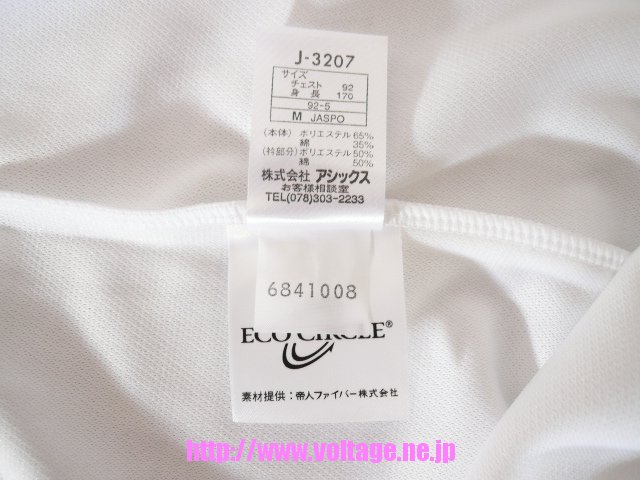 J-3207
サイズ
チェスト 92
身長 170
92-5
M JASPO
(本体) ポリエステル 65%
綿 35%
(衿部分) ポリエステル 50%
綿 50%
株式会社 アシックス
お客様相談室
TEL(078)303-2233
6841008
ECO CIRCLE®
素材提供：帝人ファイバー株式会社
http://www.voltage.ne.jp